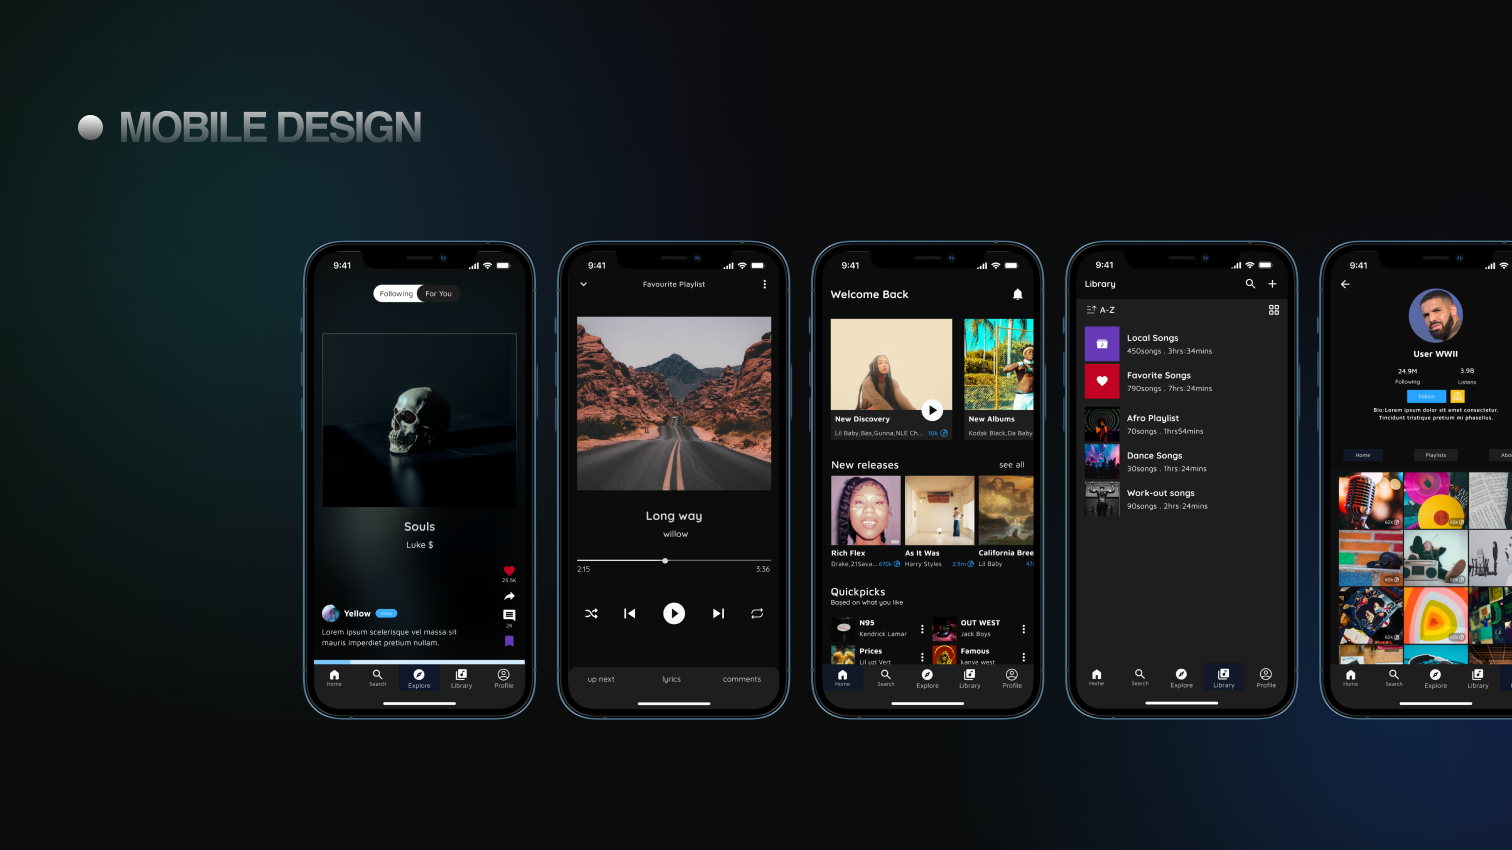 MOBILE DESIGN
9:41
Following For You
Souls
Luke $
25.5K
2K
Yellow Follow
Lorem ipsum scelerisque vel massa sit
mauris imperdiet pretium nullam.
Home Search Explore Library Profile
9:41
Favourite Playlist
Long way
willow
2:15 3:36
up next lyrics comments
9:41
Welcome Back
New Discovery
Lil Baby,Bas,Gunna,NLE Ch... 10k
New Albums
Kodak Black,Da Baby
New releases see all
Rich Flex
Drake,21Sava... 670k
As It Was
Harry Styles 2.5m
California Bree
Lil Baby 47
Quickpicks
Based on what you like
N95
Kendrick Lamar
OUT WEST
Jack Boys
Prices
Lil uzi Vert
Famous
kanye west
Home Search Explore Library Profile
9:41
Library
A-Z
Local Songs
450songs . 3hrs:34mins
Favorite Songs
790songs . 7hrs:24mins
Afro Playlist
70songs . 1hrs54mins
Dance Songs
30songs . 1hrs:24mins
Work-out songs
90songs . 2hrs:24mins
Home Search Explore Library Profile
9:41
User WWII
24.9M 3.9B
Following Listens
Follow
Bio:Lorem ipsum dolor sit amet consectetur.
Tincidunt tristique pretium mi phasellus.
Home Playlists Abou
60k 60k
60k 60k
60k 60k
Home Search Explore Library